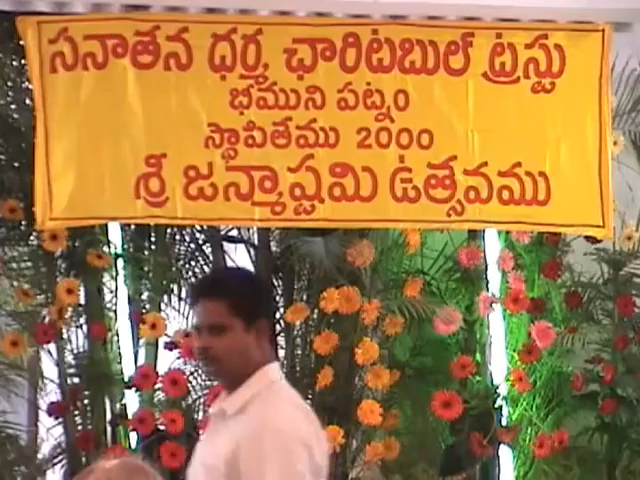 సనాతన ధర్మ ఛారిటబుల్ ట్రస్టు
భీముని పట్నం
స్థాపితము 2000
శ్రీ జన్మాష్టమి ఉత్సవము